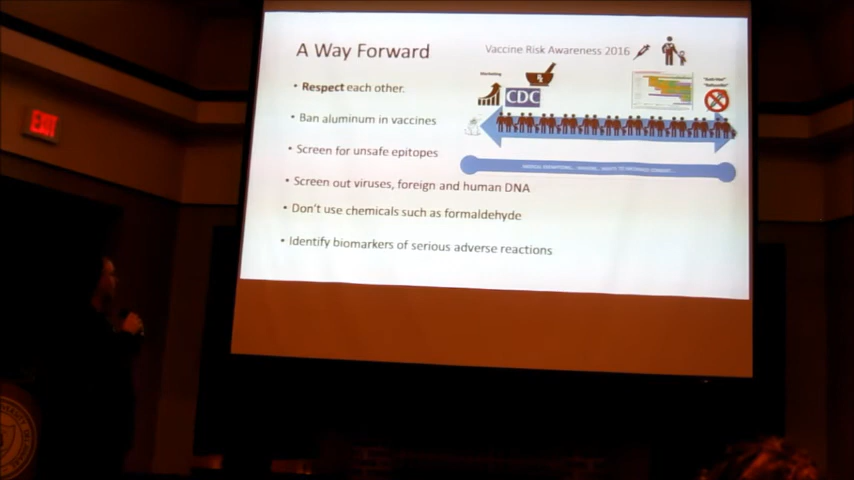 A Way Forward
Vaccine Risk Awareness 2016
EXIT
• Respect each other.
Marketing
CDC
• Ban aluminum in vaccines
• Screen for unsafe epitopes
• Screen out viruses, foreign and human DNA
• Don't use chemicals such as formaldehyde
• Identify biomarkers of serious adverse reactions